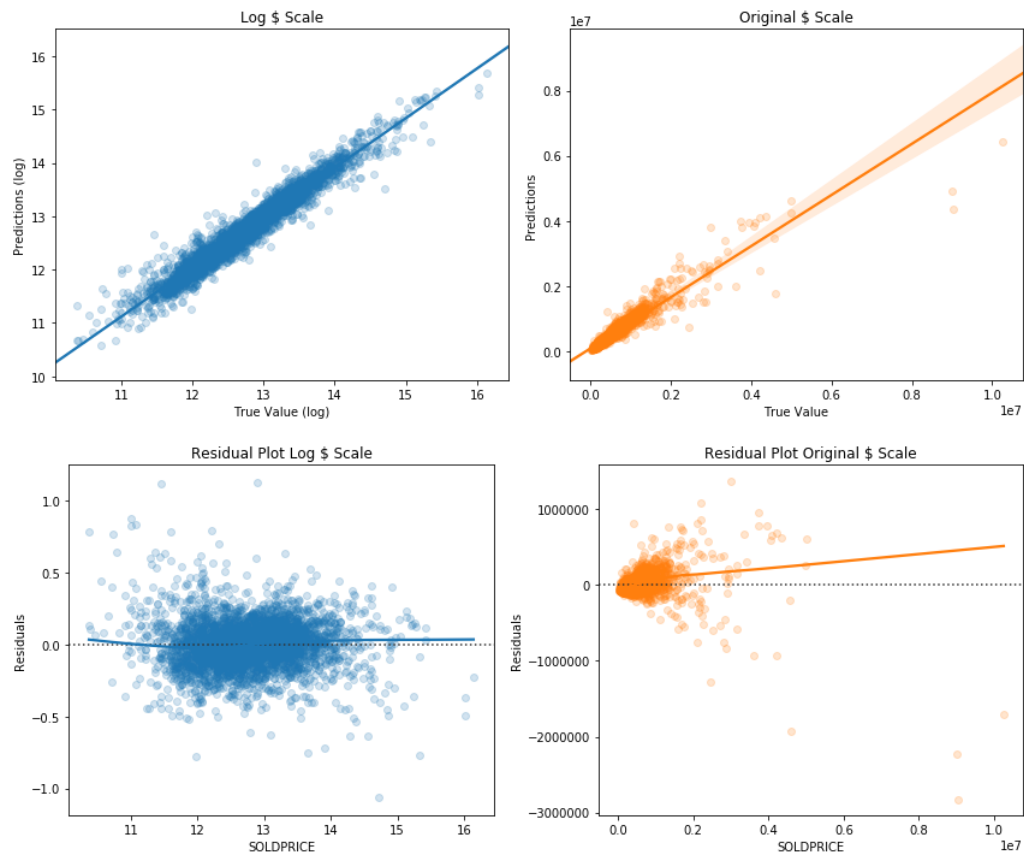 Log $ Scale
16
15
14
13
12
11
10
Predictions (log)
11 12 13 14 15 16
True Value (log)
Original $ Scale
1e7
0.8
0.6
0.4
0.2
0.0
Predictions
0.0 0.2 0.4 0.6 0.8 1.0
1e7
True Value
Residual Plot Log $ Scale
1.0
0.5
0.0
−0.5
−1.0
Residuals
11 12 13 14 15 16
SOLDPRICE
Residual Plot Original $ Scale
1000000
0
−1000000
−2000000
−3000000
Residuals
0.0 0.2 0.4 0.6 0.8 1.0
1e7
SOLDPRICE